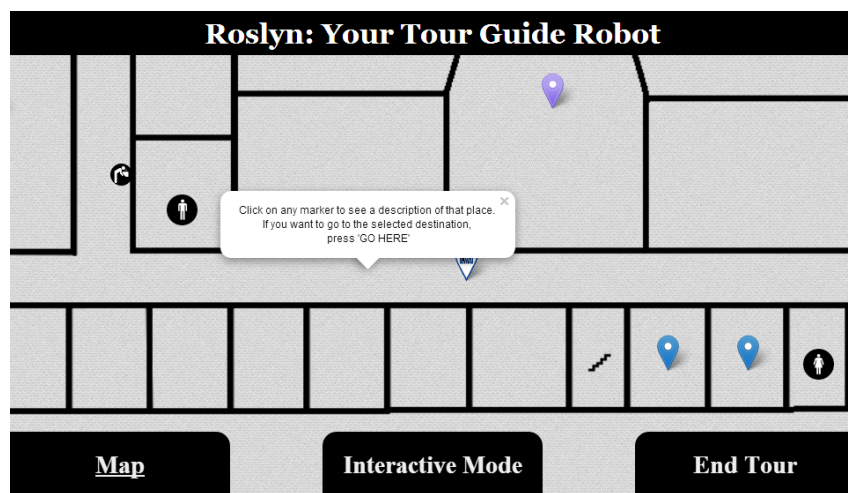 Roslyn: Your Tour Guide Robot
Click on any marker to see a description of that place.
If you want to go to the selected destination,
press 'GO HERE'
×
Map
Interactive Mode
End Tour